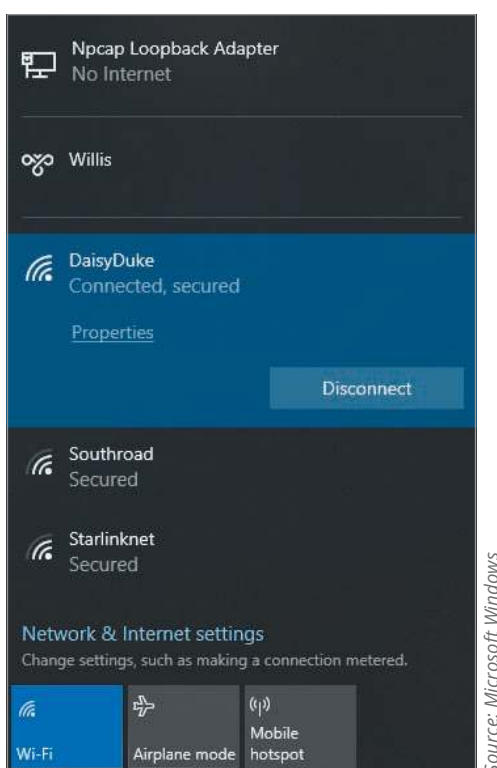 Npcap Loopback Adapter
No Internet
Willis
DaisyDuke
Connected, secured
Properties
Disconnect
Southroad
Secured
Starlinknet
Secured
Network & Internet settings
Change settings, such as making a connection metered.
Wi-Fi
Airplane mode
Mobile
hotspot
Source: Microsoft Windows